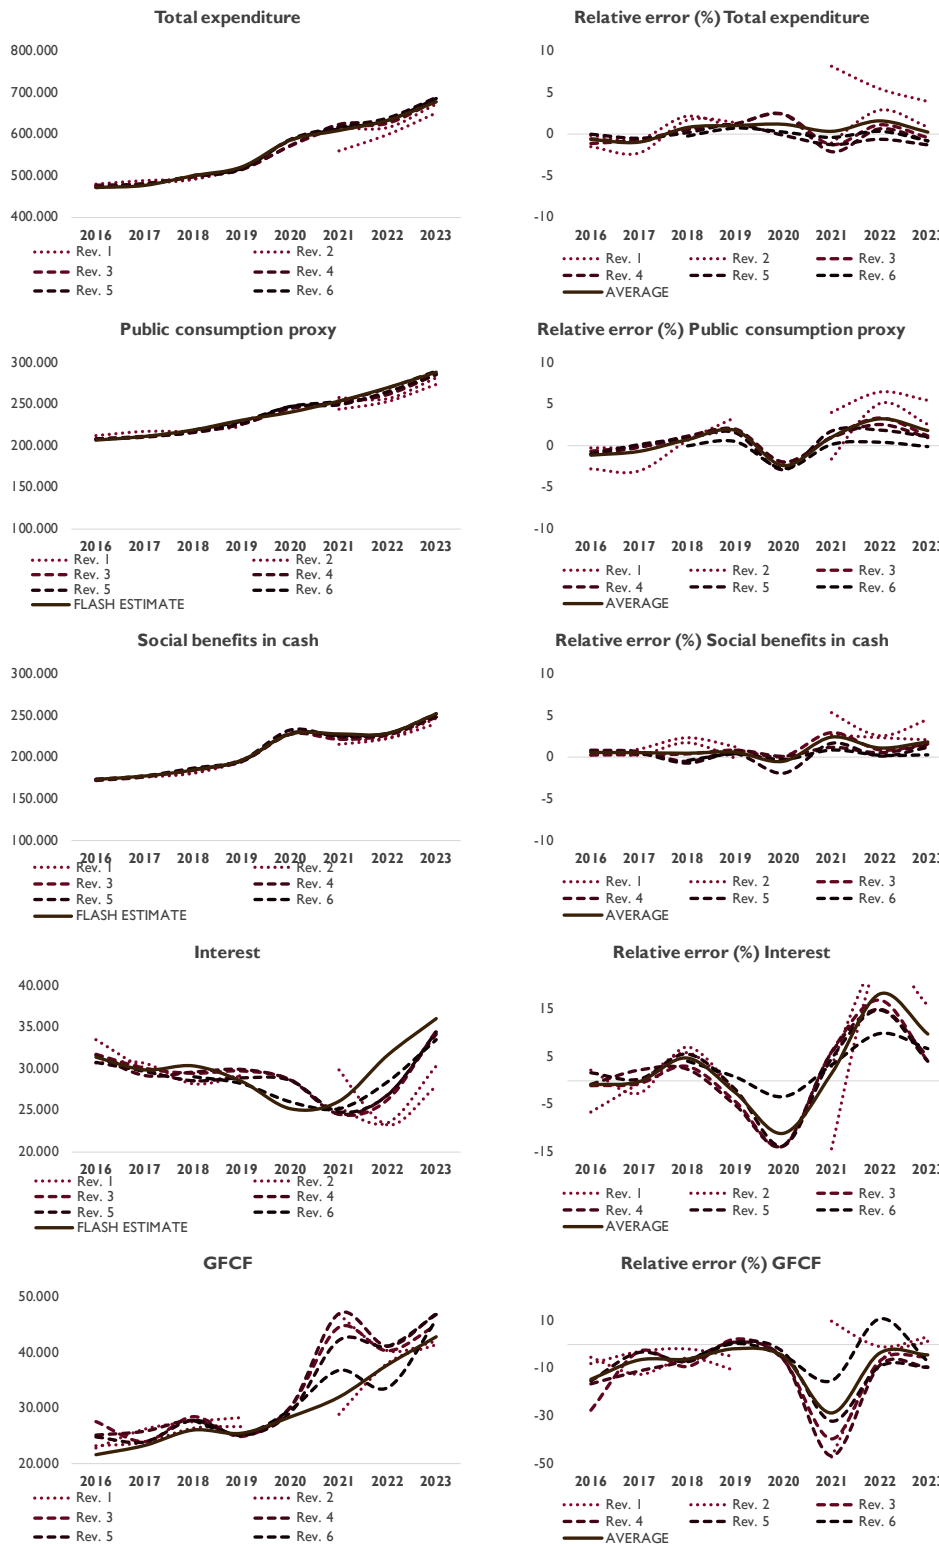 Total expenditure
800.000
700.000
600.000
500.000
400.000
2016 2017 2018 2019 2020 2021 2022 2023
Rev. 1 Rev. 2
Rev. 3 Rev. 4
Rev. 5 Rev. 6
Relative error (%) Total expenditure
10
5
0
-5
-10
2016 2017 2018 2019 2020 2021 2022 2023
Rev. 1 Rev. 2 Rev. 3
Rev. 4 Rev. 5 Rev. 6
AVERAGE
Public consumption proxy
300.000
250.000
200.000
150.000
100.000
2016 2017 2018 2019 2020 2021 2022 2023
Rev. 1 Rev. 2
Rev. 3 Rev. 4
Rev. 5 Rev. 6
FLASH ESTIMATE
Relative error (%) Public consumption proxy
10
5
0
-5
-10
2016 2017 2018 2019 2020 2021 2022 2023
Rev. 1 Rev. 2 Rev. 3
Rev. 4 Rev. 5 Rev. 6
AVERAGE
Social benefits in cash
300.000
250.000
200.000
150.000
100.000
2016 2017 2018 2019 2020 2021 2022 2023
Rev. 1 Rev. 2
Rev. 3 Rev. 4
Rev. 5 Rev. 6
FLASH ESTIMATE
Relative error (%) Social benefits in cash
10
5
0
-5
-10
2016 2017 2018 2019 2020 2021 2022 2023
Rev. 1 Rev. 2 Rev. 3
Rev. 4 Rev. 5 Rev. 6
AVERAGE
Interest
40.000
35.000
30.000
25.000
20.000
2016 2017 2018 2019 2020 2021 2022 2023
Rev. 1 Rev. 2
Rev. 3 Rev. 4
Rev. 5 Rev. 6
FLASH ESTIMATE
Relative error (%) Interest
15
5
-5
-15
2016 2017 2018 2019 2020 2021 2022 2023
Rev. 1 Rev. 2 Rev. 3
Rev. 4 Rev. 5 Rev. 6
AVERAGE
GFCF
50.000
40.000
30.000
20.000
2016 2017 2018 2019 2020 2021 2022 2023
Rev. 1 Rev. 2
Rev. 3 Rev. 4
Rev. 5 Rev. 6
Relative error (%) GFCF
10
-10
-30
-50
2016 2017 2018 2019 2020 2021 2022 2023
Rev. 1 Rev. 2 Rev. 3
Rev. 4 Rev. 5 Rev. 6
AVERAGE